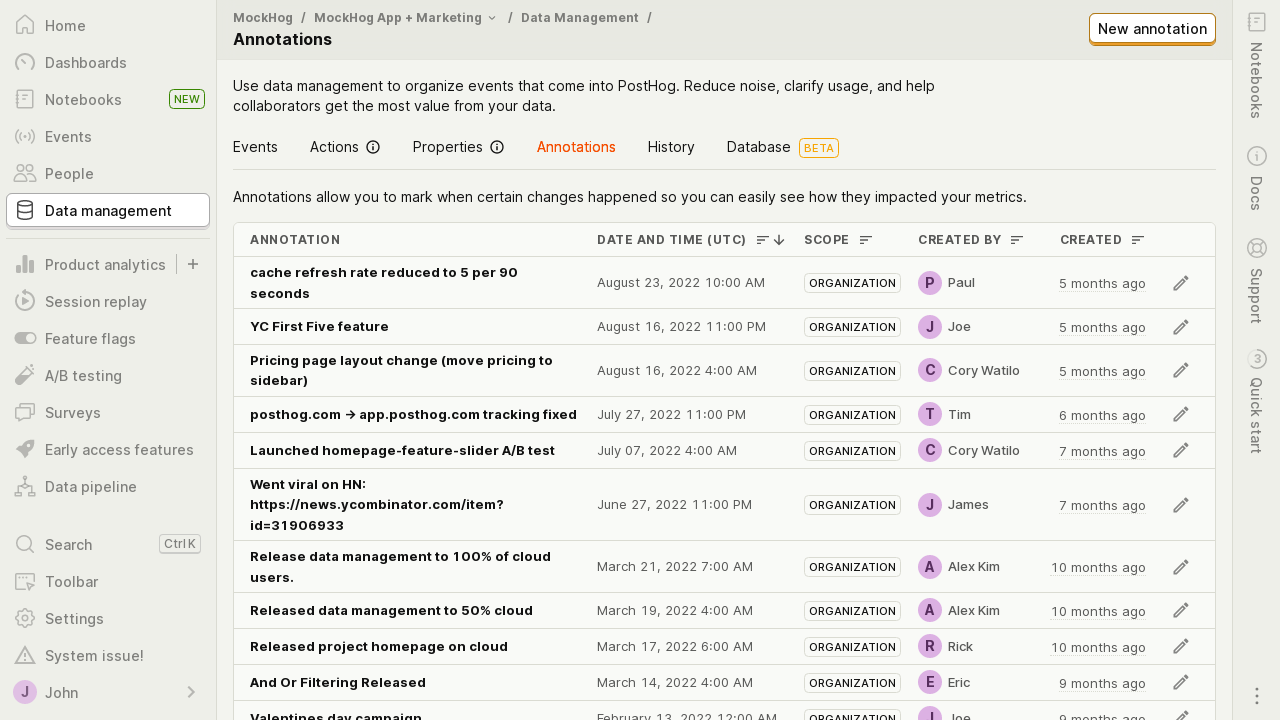 Home
Dashboards
Notebooks NEW
Events
People
Data management
Product analytics
Session replay
Feature flags
A/B testing
Surveys
Early access features
Data pipeline
Search Ctrl K
Toolbar
Settings
System issue!
J John
MockHog / MockHog App + Marketing / Data Management /
Annotations
New annotation
Use data management to organize events that come into PostHog. Reduce noise, clarify usage, and help
collaborators get the most value from your data.
Events Actions Properties Annotations History Database BETA
Annotations allow you to mark when certain changes happened so you can easily see how they impacted your metrics.
ANNOTATION DATE AND TIME (UTC) SCOPE CREATED BY CREATED
cache refresh rate reduced to 5 per 90
seconds
August 23, 2022 10:00 AM ORGANIZATION P Paul 5 months ago
YC First Five feature August 16, 2022 11:00 PM ORGANIZATION J Joe 5 months ago
Pricing page layout change (move pricing to
sidebar)
August 16, 2022 4:00 AM ORGANIZATION C Cory Watilo 5 months ago
posthog.com → app.posthog.com tracking fixed July 27, 2022 11:00 PM ORGANIZATION T Tim 6 months ago
Launched homepage-feature-slider A/B test July 07, 2022 4:00 AM ORGANIZATION C Cory Watilo 7 months ago
Went viral on HN:
https://news.ycombinator.com/item?
id=31906933
June 27, 2022 11:00 PM ORGANIZATION J James 7 months ago
Release data management to 100% of cloud
users.
March 21, 2022 7:00 AM ORGANIZATION A Alex Kim 10 months ago
Released data management to 50% cloud March 19, 2022 4:00 AM ORGANIZATION A Alex Kim 10 months ago
Released project homepage on cloud March 17, 2022 6:00 AM ORGANIZATION R Rick 10 months ago
And Or Filtering Released March 14, 2022 4:00 AM ORGANIZATION E Eric 9 months ago
Valentines day campaign February 13, 2022 12:00 AM ORGANIZATION J Joe 9 months ago
Notebooks
Docs
Support
3 Quick start